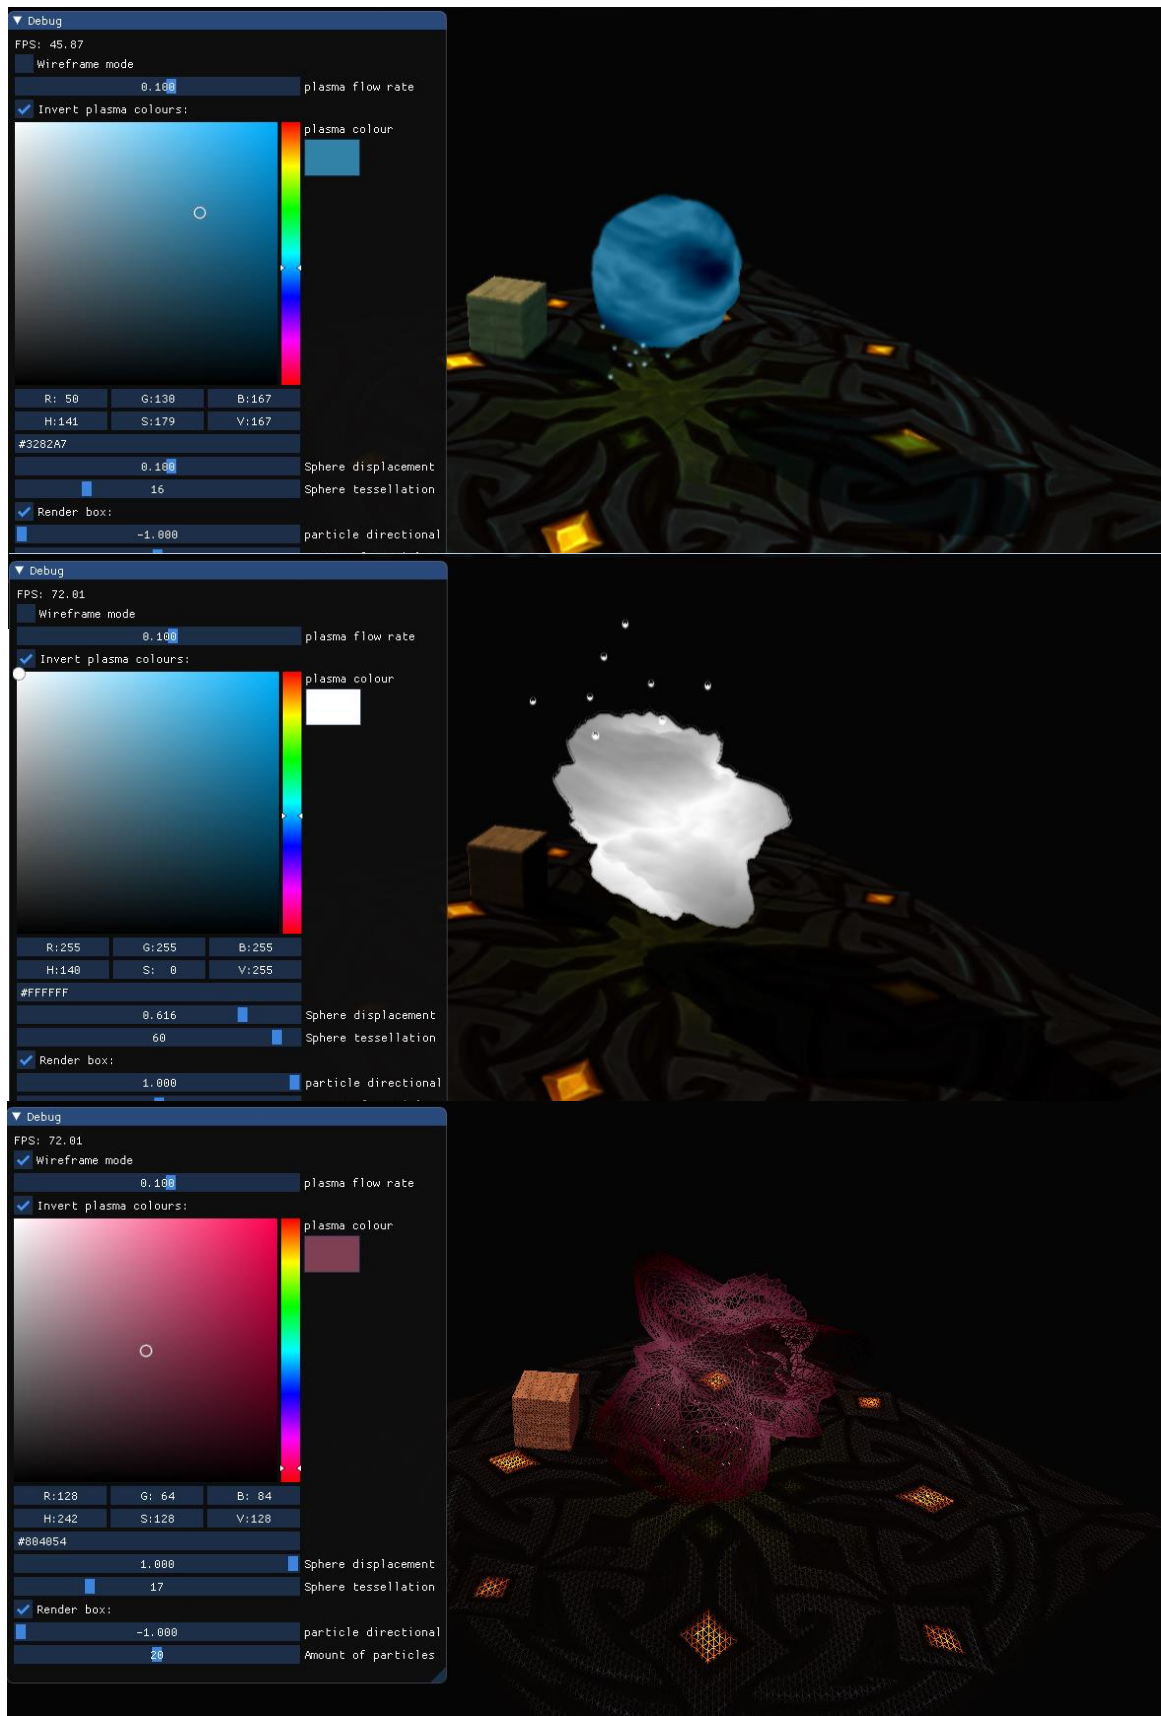 Debug
FPS: 45.87
Wireframe mode
0.100 plasma flow rate
Invert plasma colours:
plasma colour
R: 50 G:130 B:167
H:141 S:179 V:167
#3282A7
0.100 Sphere displacement
16 Sphere tessellation
Render box:
-1.000 particle directional
Debug
FPS: 72.01
Wireframe mode
0.100 plasma flow rate
Invert plasma colours:
plasma colour
R:255 G:255 B:255
H:140 S: 0 V:255
#FFFFFF
0.616 Sphere displacement
60 Sphere tessellation
Render box:
1.000 particle directional
Debug
FPS: 72.01
Wireframe mode
0.100 plasma flow rate
Invert plasma colours:
plasma colour
R:128 G: 64 B: 84
H:242 S:128 V:128
#804054
1.000 Sphere displacement
17 Sphere tessellation
Render box:
-1.000 particle directional
20 Amount of particles